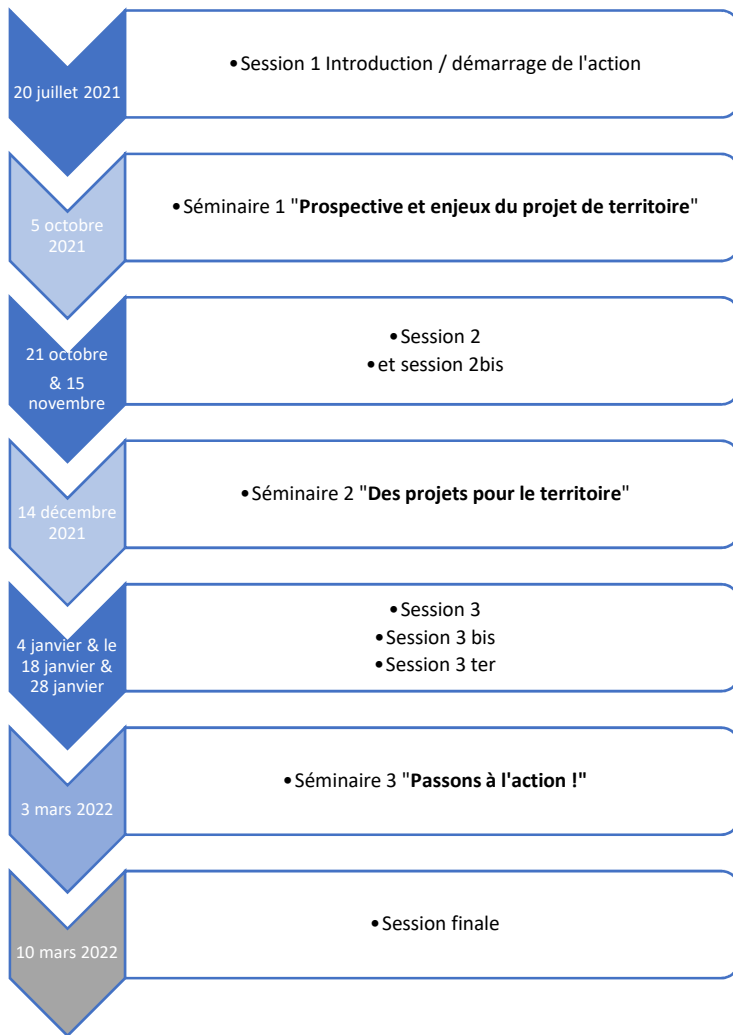 20 juillet 2021
•Session 1 Introduction / démarrage de l'action
5 octobre
2021
•Séminaire 1 "Prospective et enjeux du projet de territoire"
21 octobre
& 15
novembre
•Session 2
•et session 2bis
14 décembre
2021
•Séminaire 2 "Des projets pour le territoire"
4 janvier & le
18 janvier &
28 janvier
•Session 3
•Session 3 bis
•Session 3 ter
3 mars 2022
•Séminaire 3 "Passons à l'action !"
10 mars 2022
•Session finale